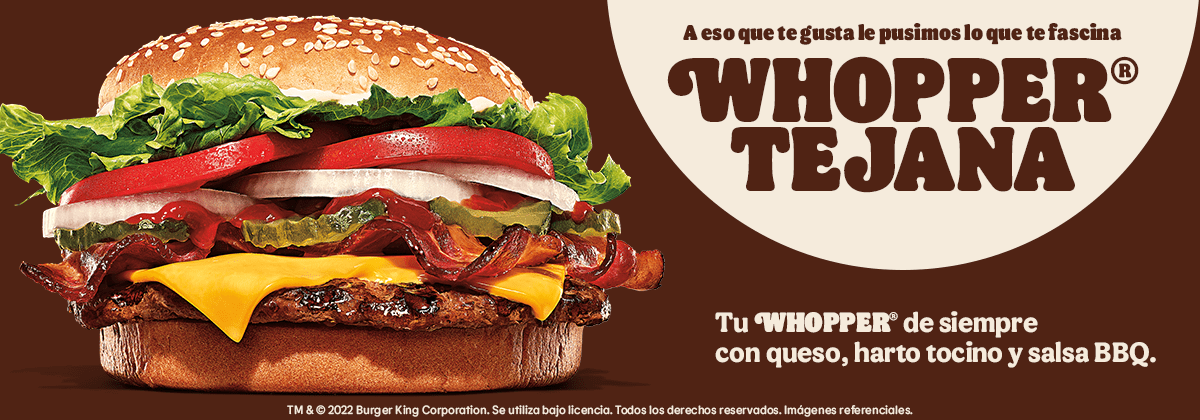 A eso que te gusta le pusimos lo que te fascina
WHOPPER®
TEJANA
Tu WHOPPER® de siempre
con queso, harto tocino y salsa BBQ.
TM & © 2022 Burger King Corporation. Se utiliza bajo licencia. Todos los derechos reservados. Imágenes referenciales.